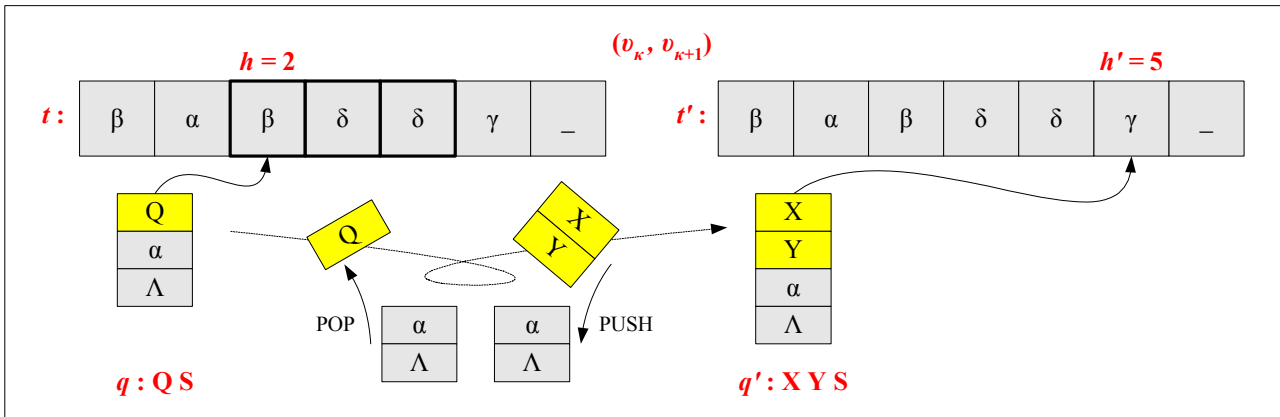 (υκ, υκ+1)
h = 2
h′ = 5
t : β α β δ δ γ _
t′ : β α β δ δ γ _
Q
α
Λ
Q
X
Y
X
Y
α
Λ
POP
α
Λ
α
Λ
PUSH
q : Q S
q′ : X Y S